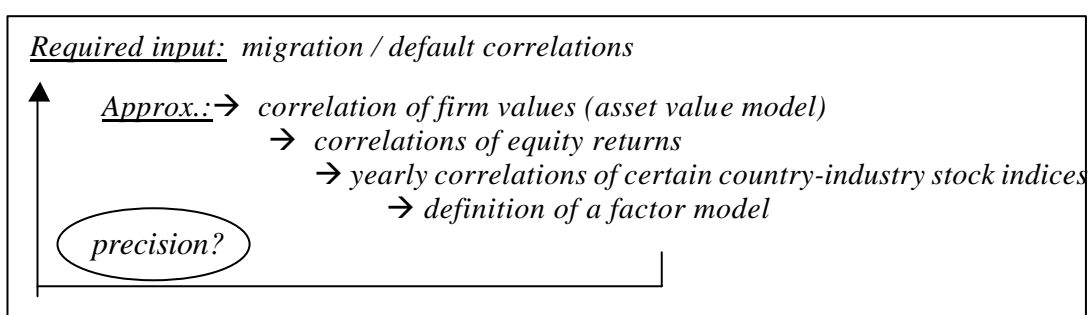 Required input: migration / default correlations
Approx.:→ correlation of firm values (asset value model)
→ correlations of equity returns
→ yearly correlations of certain country-industry stock indices
→ definition of a factor model
precision?